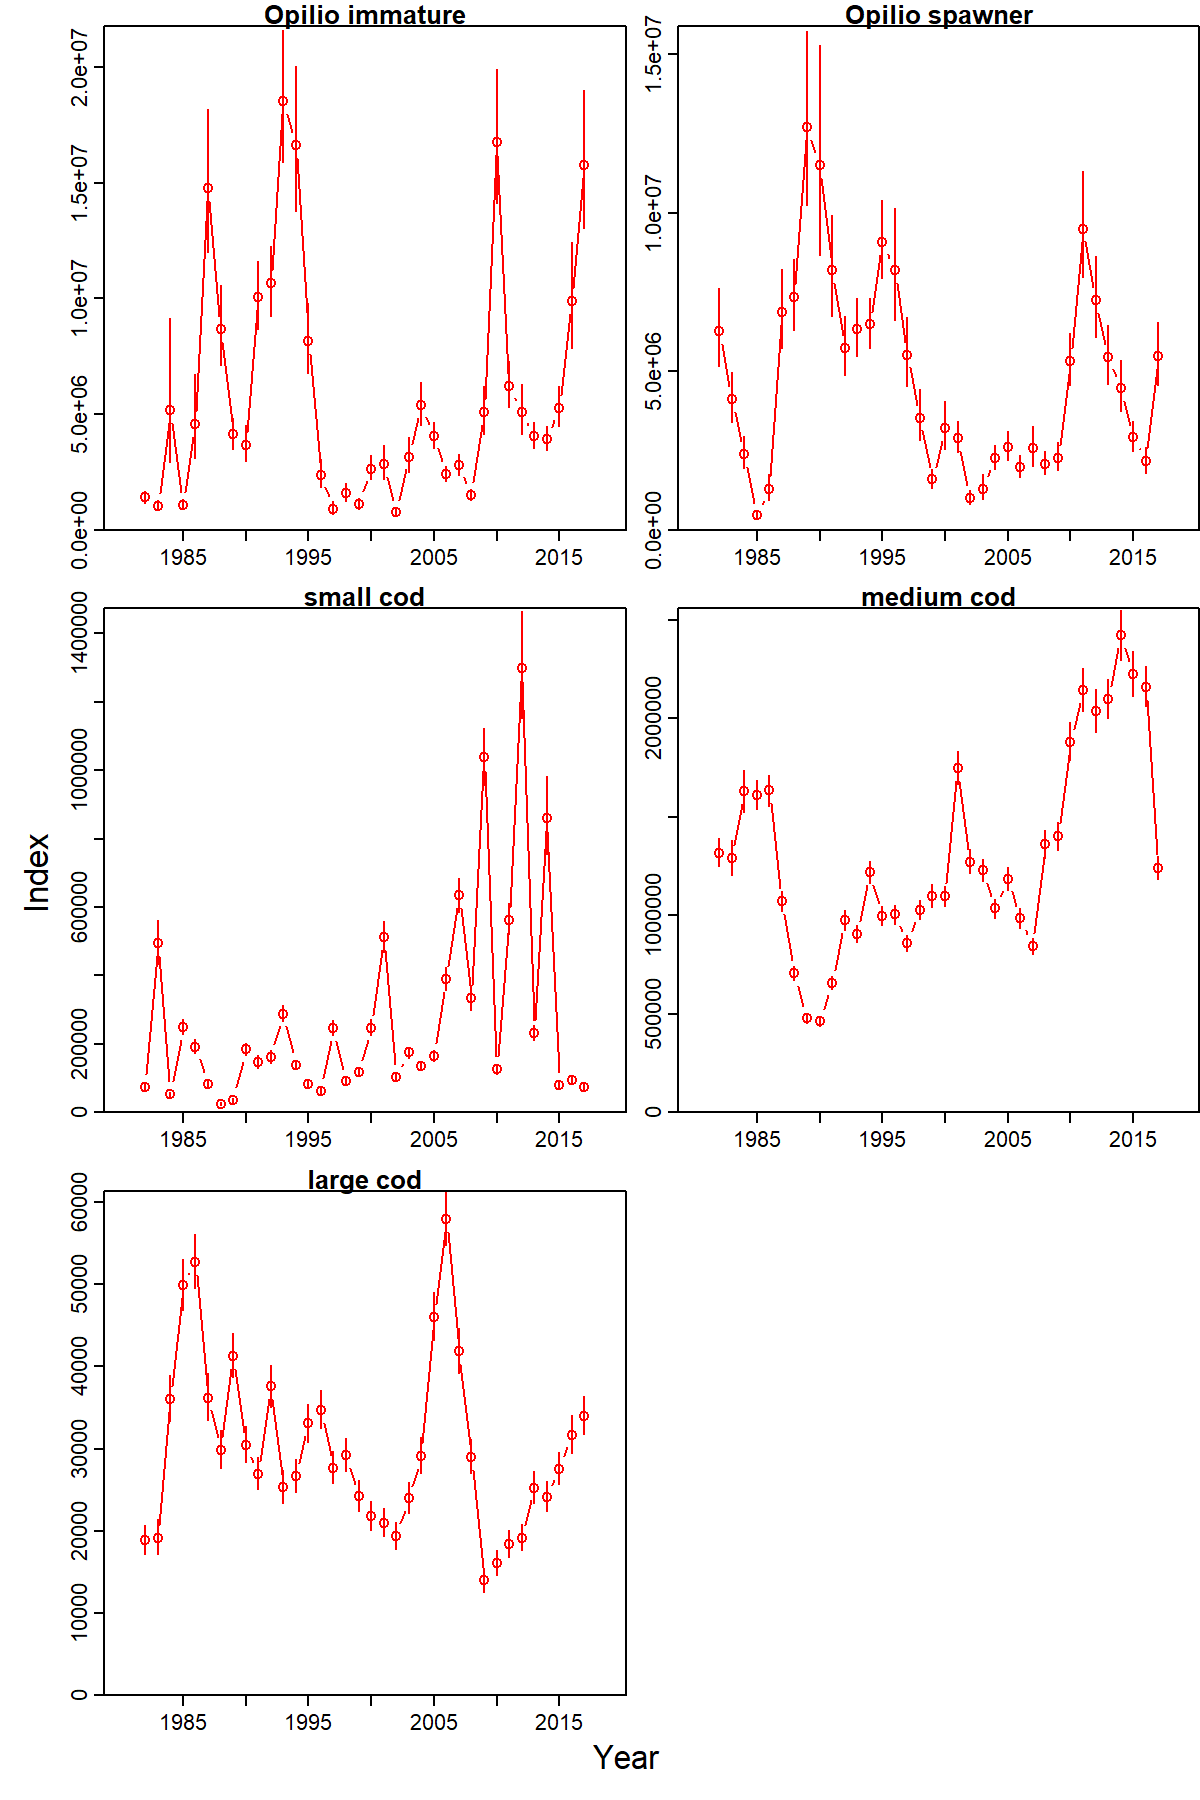 Opilio immature
2.0e+07
1.5e+07
1.0e+07
5.0e+06
0.0e+00
1985 1995 2005 2015
Opilio spawner
1.5e+07
1.0e+07
5.0e+06
0.0e+00
1985 1995 2005 2015
small cod
1400000
1000000
600000
200000
0
1985 1995 2005 2015
medium cod
2000000
1000000
500000
0
1985 1995 2005 2015
large cod
60000
50000
40000
30000
20000
10000
0
1985 1995 2005 2015
Index
Year